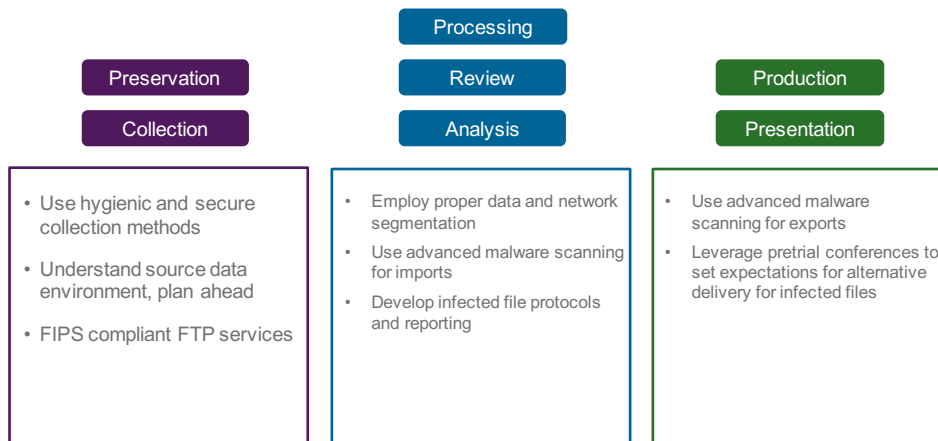 Preservation
Collection
• Use hygienic and secure
collection methods
• Understand source data
environment, plan ahead
• FIPS compliant FTP services
Processing
Review
Analysis
• Employ proper data and network
segmentation
• Use advanced malware scanning
for imports
• Develop infected file protocols
and reporting
Production
Presentation
• Use advanced malware
scanning for exports
• Leverage pretrial conferences to
set expectations for alternative
delivery for infected files